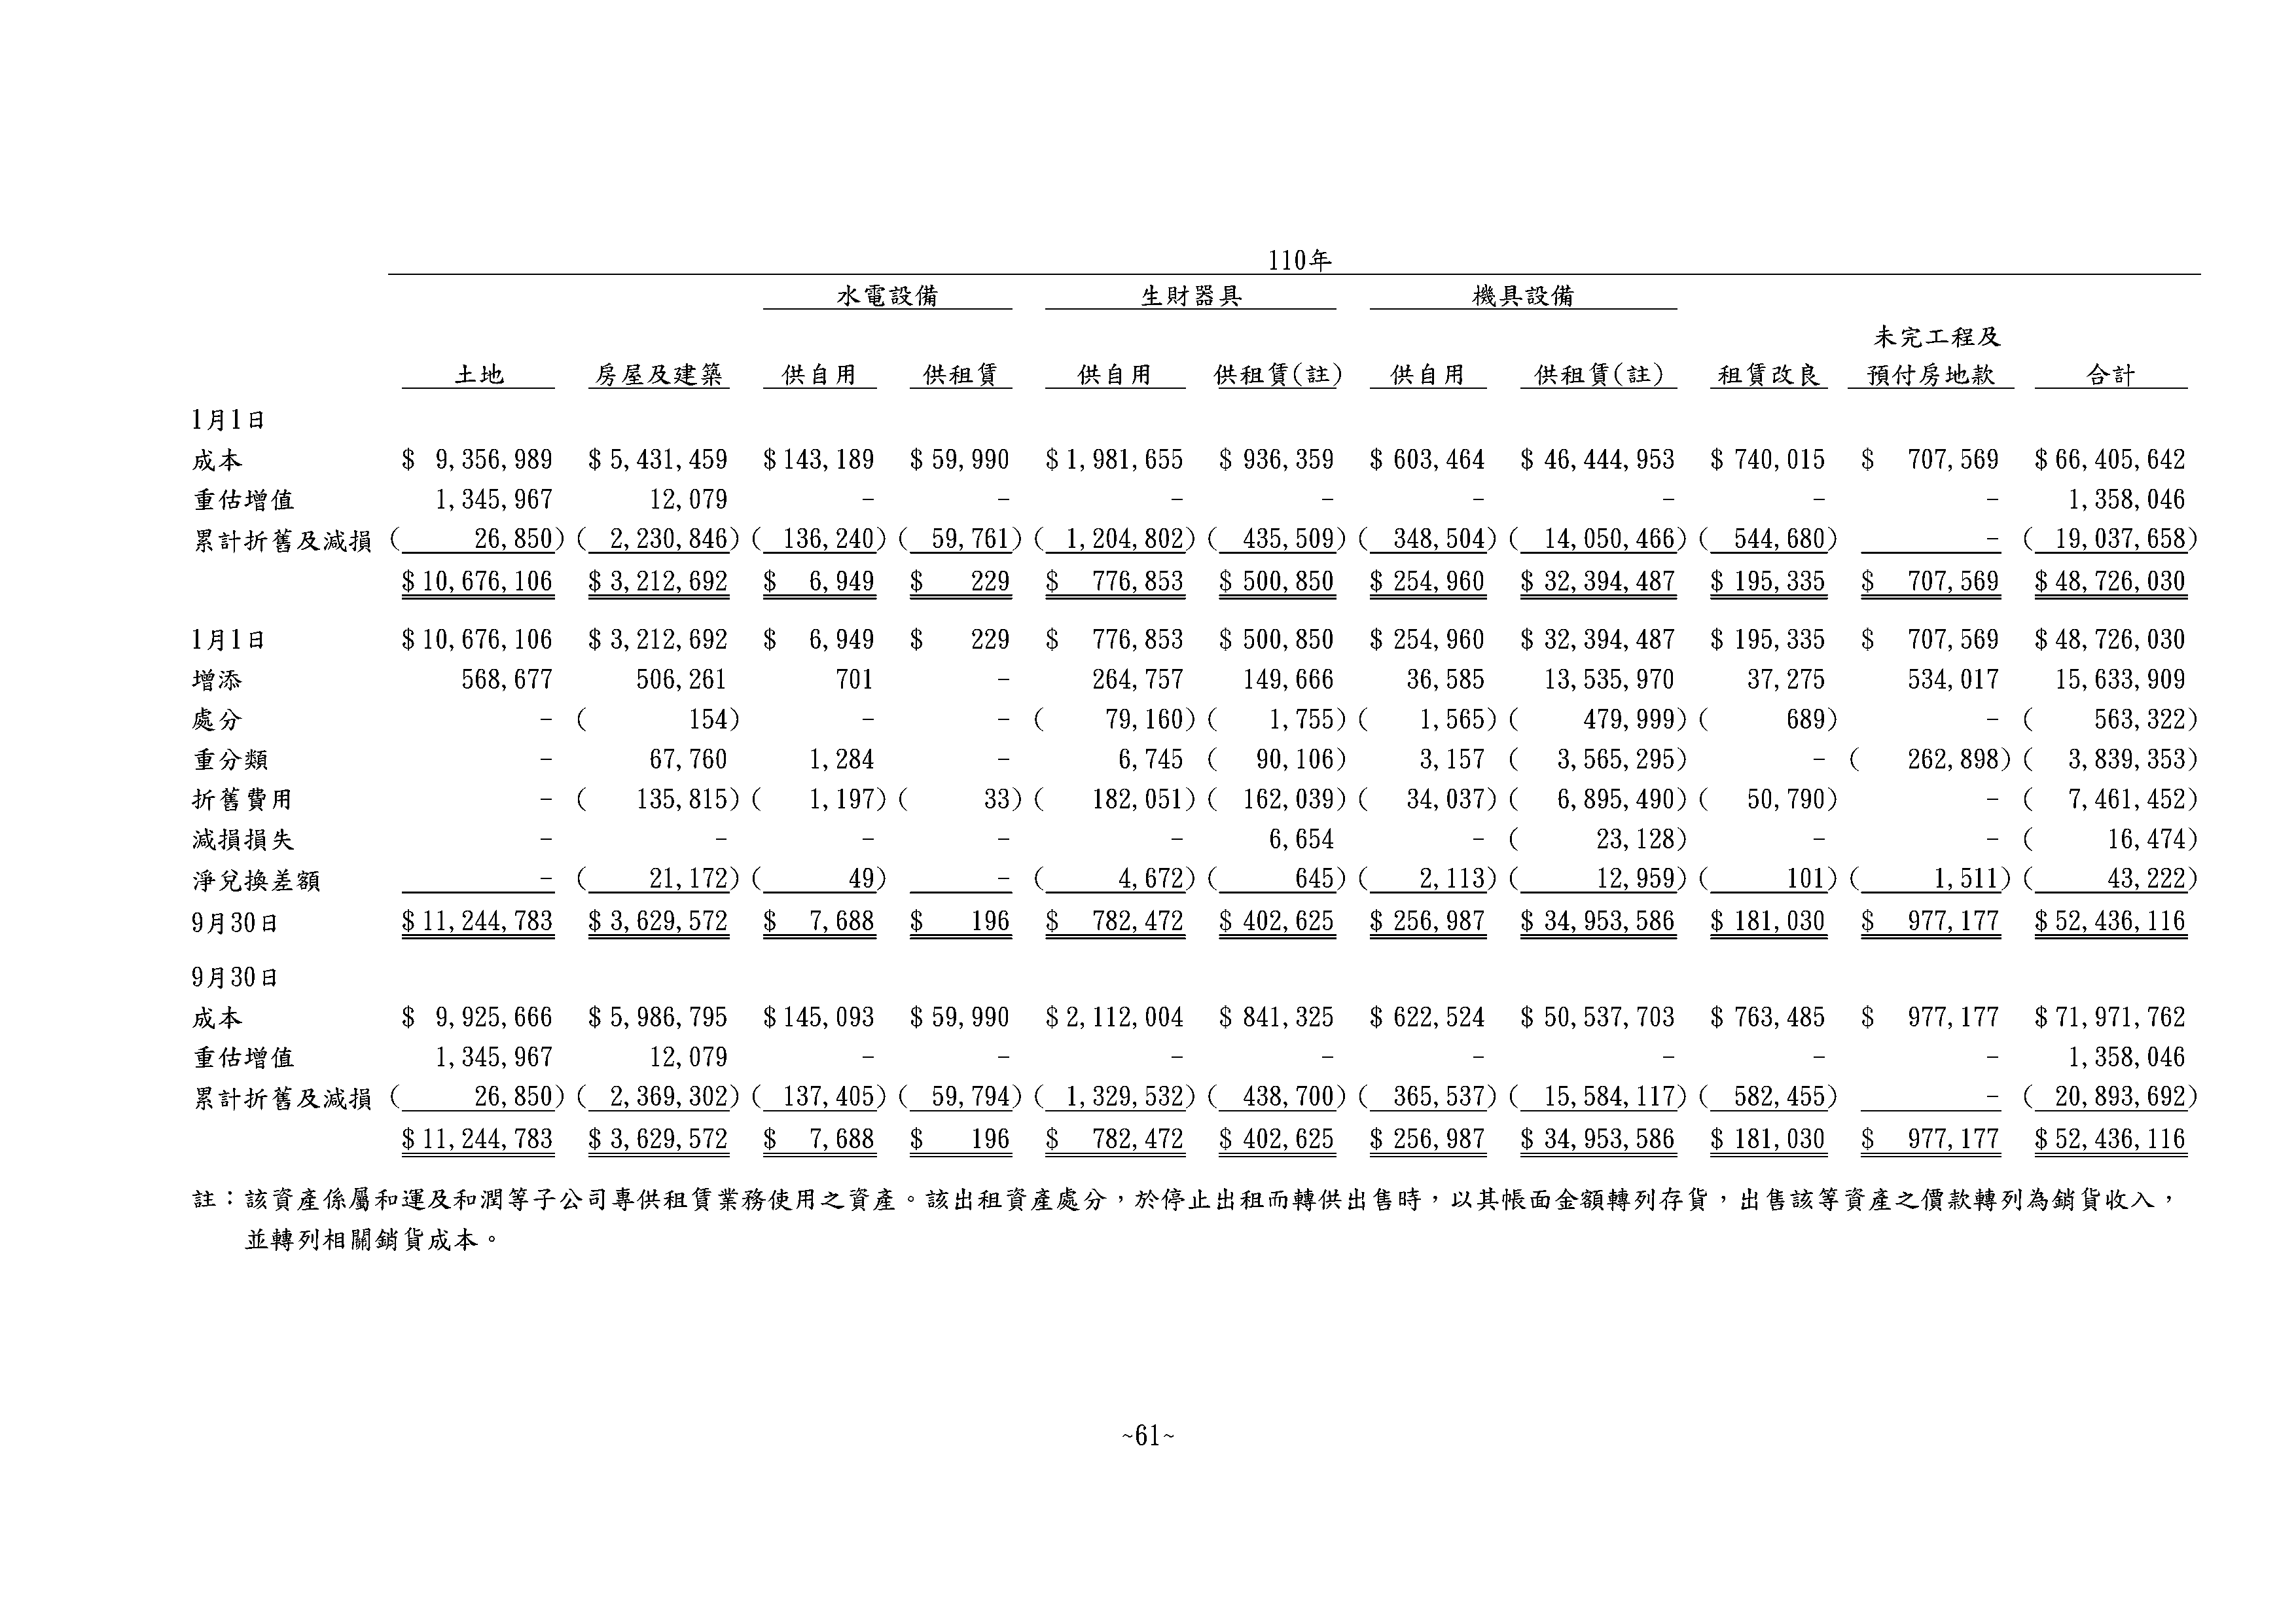 110年
水電設備 生財器具 機具設備
未完工程及
土地 房屋及建築 供自用 供租賃 供自用 供租賃(註) 供自用 供租賃(註) 租賃改良 預付房地款 合計
1月1日
成本 $ 9,356,989 $ 5,431,459 $ 143,189 $ 59,990 $ 1,981,655 $ 936,359 $ 603,464 $ 46,444,953 $ 740,015 $ 707,569 $ 66,405,642
重估增值 1,345,967 12,079 - - - - - - - - 1,358,046
累計折舊及減損 ( 26,850) ( 2,230,846) ( 136,240) ( 59,761) ( 1,204,802) ( 435,509) ( 348,504) ( 14,050,466) ( 544,680) - ( 19,037,658)
$ 10,676,106 $ 3,212,692 $ 6,949 $ 229 $ 776,853 $ 500,850 $ 254,960 $ 32,394,487 $ 195,335 $ 707,569 $ 48,726,030
1月1日 $ 10,676,106 $ 3,212,692 $ 6,949 $ 229 $ 776,853 $ 500,850 $ 254,960 $ 32,394,487 $ 195,335 $ 707,569 $ 48,726,030
增添 568,677 506,261 701 - 264,757 149,666 36,585 13,535,970 37,275 534,017 15,633,909
處分 - ( 154) - - ( 79,160) ( 1,755) ( 1,565) ( 479,999) ( 689) - ( 563,322)
重分類 - 67,760 1,284 - 6,745 ( 90,106) 3,157 ( 3,565,295) - ( 262,898) ( 3,839,353)
折舊費用 - ( 135,815) ( 1,197) ( 33) ( 182,051) ( 162,039) ( 34,037) ( 6,895,490) ( 50,790) - ( 7,461,452)
減損損失 - - - - - 6,654 - ( 23,128) - - ( 16,474)
淨兌換差額 - ( 21,172) ( 49) - ( 4,672) ( 645) ( 2,113) ( 12,959) ( 101) ( 1,511) ( 43,222)
9月30日 $ 11,244,783 $ 3,629,572 $ 7,688 $ 196 $ 782,472 $ 402,625 $ 256,987 $ 34,953,586 $ 181,030 $ 977,177 $ 52,436,116
9月30日
成本 $ 9,925,666 $ 5,986,795 $ 145,093 $ 59,990 $ 2,112,004 $ 841,325 $ 622,524 $ 50,537,703 $ 763,485 $ 977,177 $ 71,971,762
重估增值 1,345,967 12,079 - - - - - - - - 1,358,046
累計折舊及減損 ( 26,850) ( 2,369,302) ( 137,405) ( 59,794) ( 1,329,532) ( 438,700) ( 365,537) ( 15,584,117) ( 582,455) - ( 20,893,692)
$ 11,244,783 $ 3,629,572 $ 7,688 $ 196 $ 782,472 $ 402,625 $ 256,987 $ 34,953,586 $ 181,030 $ 977,177 $ 52,436,116
註：該資產係屬和運及和潤等子公司專供租賃業務使用之資產。該出租資產處分，於停止出租而轉供出售時，以其帳面金額轉列存貨，出售該等資產之價款轉列為銷貨收入，
並轉列相關銷貨成本。
~61~